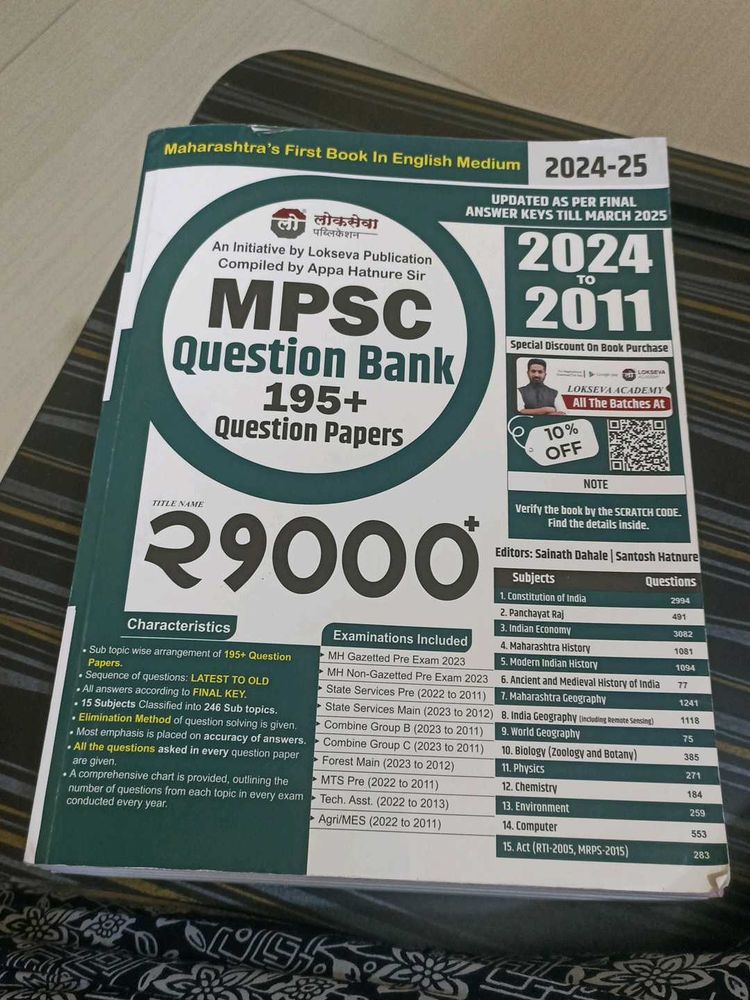 Maharashtra's First Book In English Medium
2024-25
UPDATED AS PER FINAL
ANSWER KEYS TILL MARCH 2025
लो
लोकसेवा
पब्लिकेशन
An Initiative by Lokseva Publication
Compiled by Appa Hatnure Sir
MPSC
Question Bank
195+
Question Papers
2024
TO
2011
Special Discount On Book Purchase
LOKSEVA
ACADEMY
LOKSEVA ACADEMY
All The Batches At
10%
OFF
NOTE
Verify the book by the SCRATCH CODE.
Find the details inside.
TITLE NAME
२१०००+
Editors: Sainath Dahale | Santosh Hatnure
Characteristics
• Sub topic wise arrangement of 195+ Question
Papers.
• Sequence of questions: LATEST TO OLD
• All answers according to FINAL KEY.
• 15 Subjects Classified into 246 Sub topics.
• Elimination Method of question solving is given.
• Most emphasis is placed on accuracy of answers.
• All the questions asked in every question paper
are given.
• A comprehensive chart is provided, outlining the
number of questions from each topic in every exam
conducted every year.
Examinations Included
MH Gazetted Pre Exam 2023
MH Non-Gazetted Pre Exam 2023
State Services Pre (2022 to 2011)
State Services Main (2023 to 2012)
Combine Group B (2023 to 2011)
Combine Group C (2023 to 2011)
Forest Main (2023 to 2012)
MTS Pre (2022 to 2011)
Tech. Asst. (2022 to 2013)
Agri/MES (2022 to 2011)
Subjects Questions
1. Constitution of India 2994
2. Panchayat Raj 491
3. Indian Economy 3082
4. Maharashtra History 1081
5. Modern Indian History 1094
6. Ancient and Medieval History of India 77
7. Maharashtra Geography 1241
8. India Geography (Including Remote Sensing) 1118
9. World Geography 75
10. Biology (Zoology and Botany) 385
11. Physics 271
12. Chemistry 184
13. Environment 259
14. Computer 553
15. Act (RTI-2005, MRPS-2015) 283